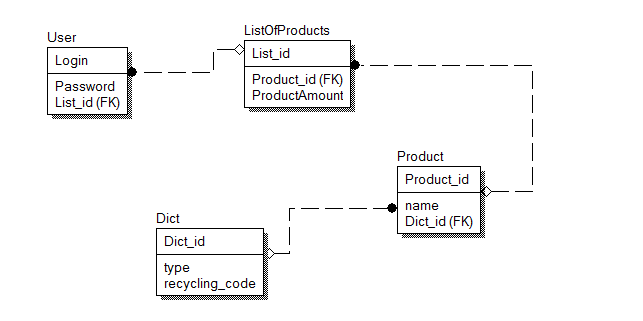 User
Login
Password
List_id (FK)
ListOfProducts
List_id
Product_id (FK)
ProductAmount
Product
Product_id
name
Dict_id (FK)
Dict
Dict_id
type
recycling_code